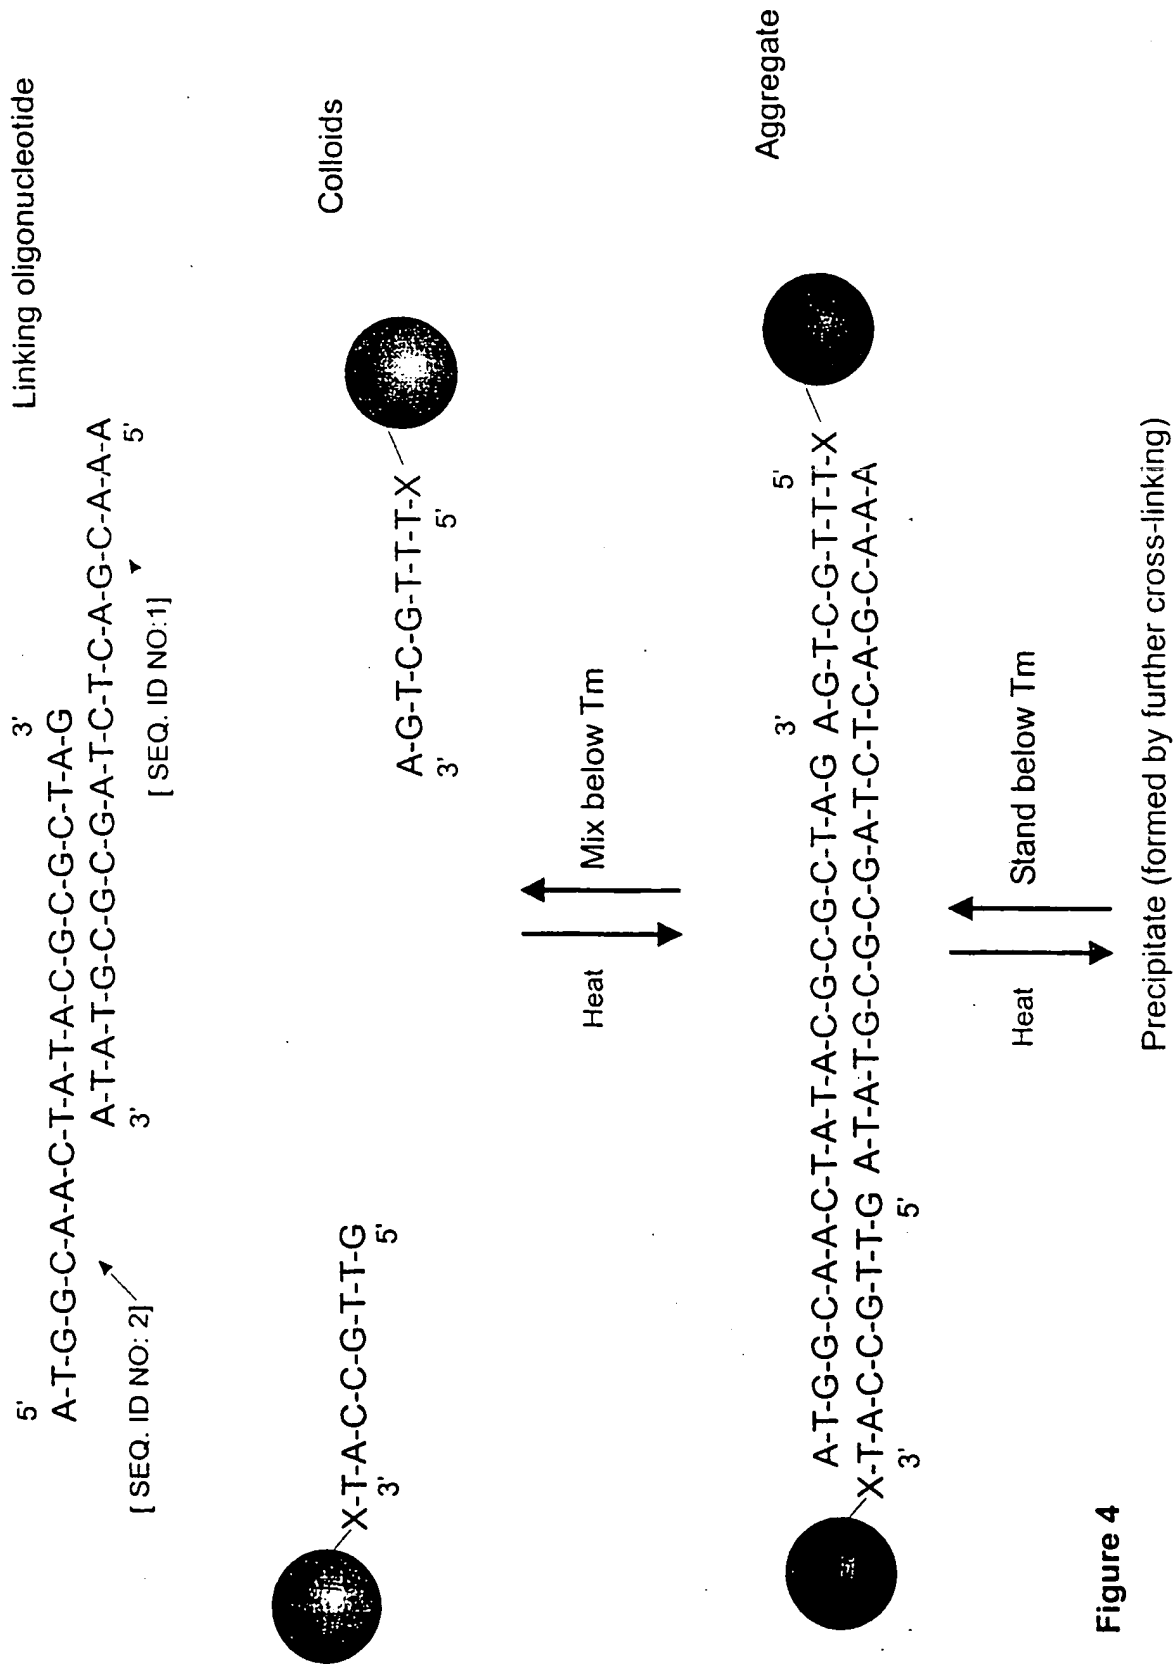 Linking oligonucleotide
5' 3'
A-T-G-G-C-A-A-C-T-A-T-A-C-G-C-G-C-T-A-G
A-T-A-T-G-C-G-C-G-A-T-C-T-C-A-G-C-A-A-A
3' 5'
[SEQ. ID NO: 2]
[SEQ. ID NO:1]
Colloids
X-T-A-C-C-G-T-T-G
3' 5'
A-G-T-C-G-T-T-T-X
3' 5'
Heat
Mix below Tm
Aggregate
3' 5'
A-T-G-G-C-A-A-C-T-A-T-A-C-G-C-G-C-T-A-G A-G-T-C-G-T-T-T-X
X-T-A-C-C-G-T-T-G A-T-A-T-G-C-G-C-G-A-T-C-T-C-A-G-C-A-A-A
3' 5'
Heat
Stand below Tm
Precipitate (formed by further cross-linking)
Figure 4